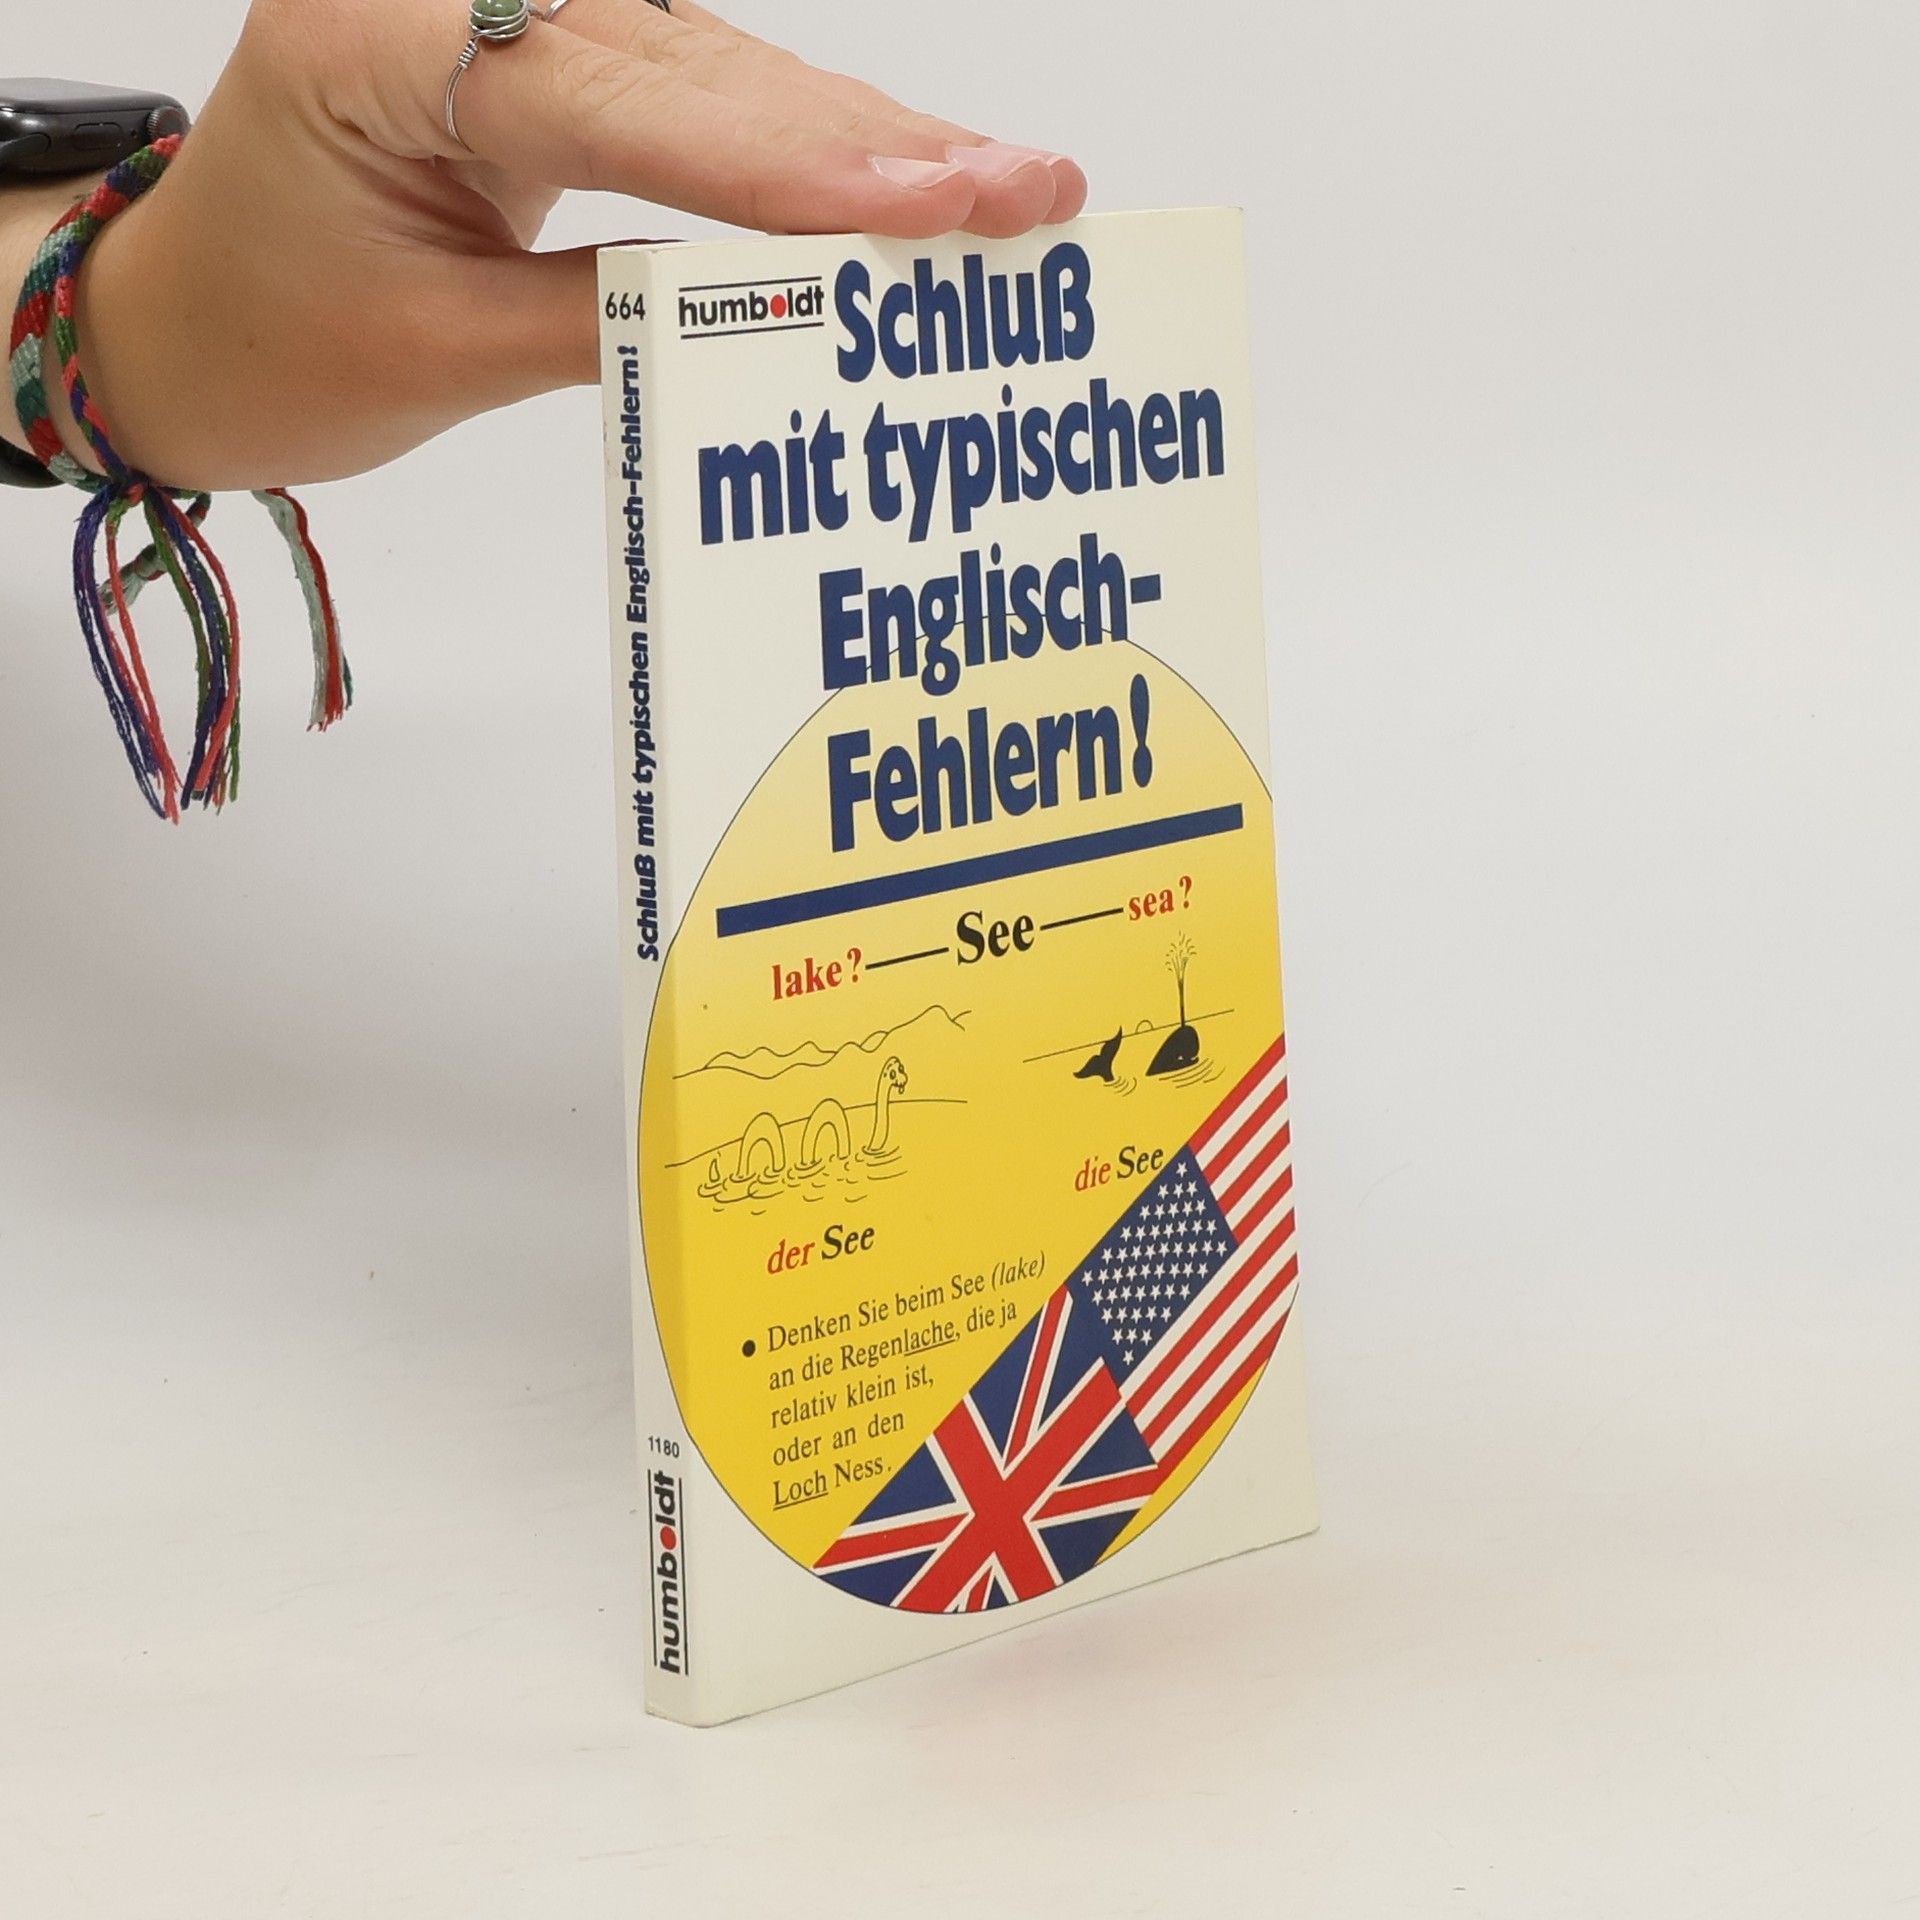 664
Schluß mit typischen Englisch-Fehlern!
1180
humboldt
humboldt
Schluß
mit typischen
Englisch-
Fehlern!
lake? — See — sea?
die See
der See
● Denken Sie beim See (lake)
an die Regenlache, die ja
relativ klein ist,
oder an den
Loch Ness.